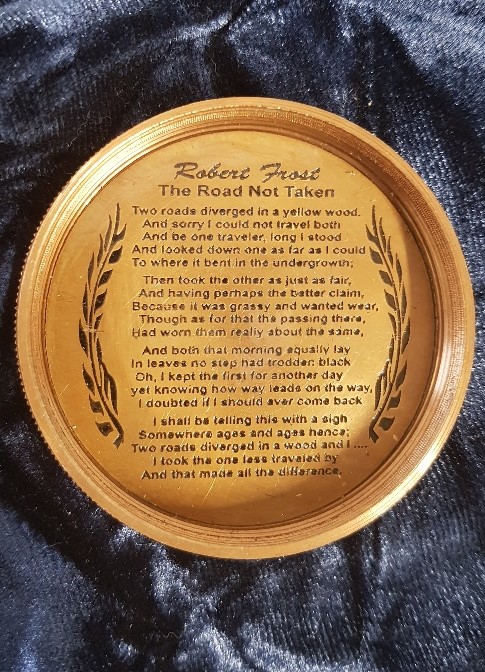 Robert Frost
The Road Not Taken
Two roads diverged in a yellow wood.
And sorry I could not travel both
And be one traveler, long I stood
And looked down one as far as I could
To where it bent in the undergrowth;
Then took the other as just as fair,
And having perhaps the better claim,
Because it was grassy and wanted wear,
Though as for that the passing there,
Had worn them really about the same,
And both that morning equally lay
In leaves no step had trodden black
Oh, I kept the first for another day
yet knowing how way leads on the way,
I doubted if I should aver come back
I shall be telling this with a sigh
Somewhere ages and ages hence;
Two roads diverged in a wood and I ....
I took the one less traveled by
And that made all the difference.